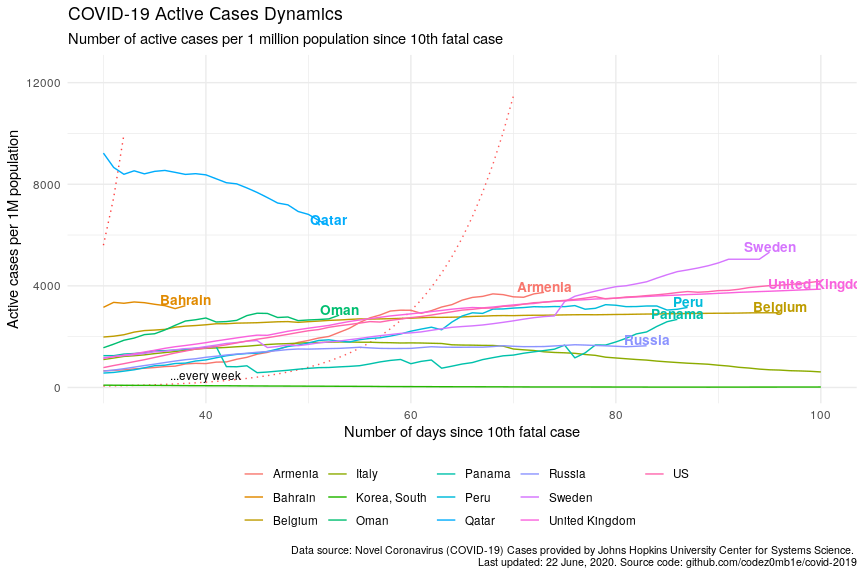 COVID-19 Active Cases Dynamics
Number of active cases per 1 million population since 10th fatal case
Active cases per 1M population
12000
8000
4000
0
Qatar
Sweden
Armenia
United Kingdo
Bahrain
Peru
Oman
Belgium
Panama
Russia
...every week
40
60
80
100
Number of days since 10th fatal case
Armenia
Italy
Panama
Russia
US
Bahrain
Korea, South
Peru
Sweden
Belgium
Oman
Qatar
United Kingdom
Data source: Novel Coronavirus (COVID-19) Cases provided by Johns Hopkins University Center for Systems Science.
Last updated: 22 June, 2020. Source code: github.com/codez0mb1e/covid-2019